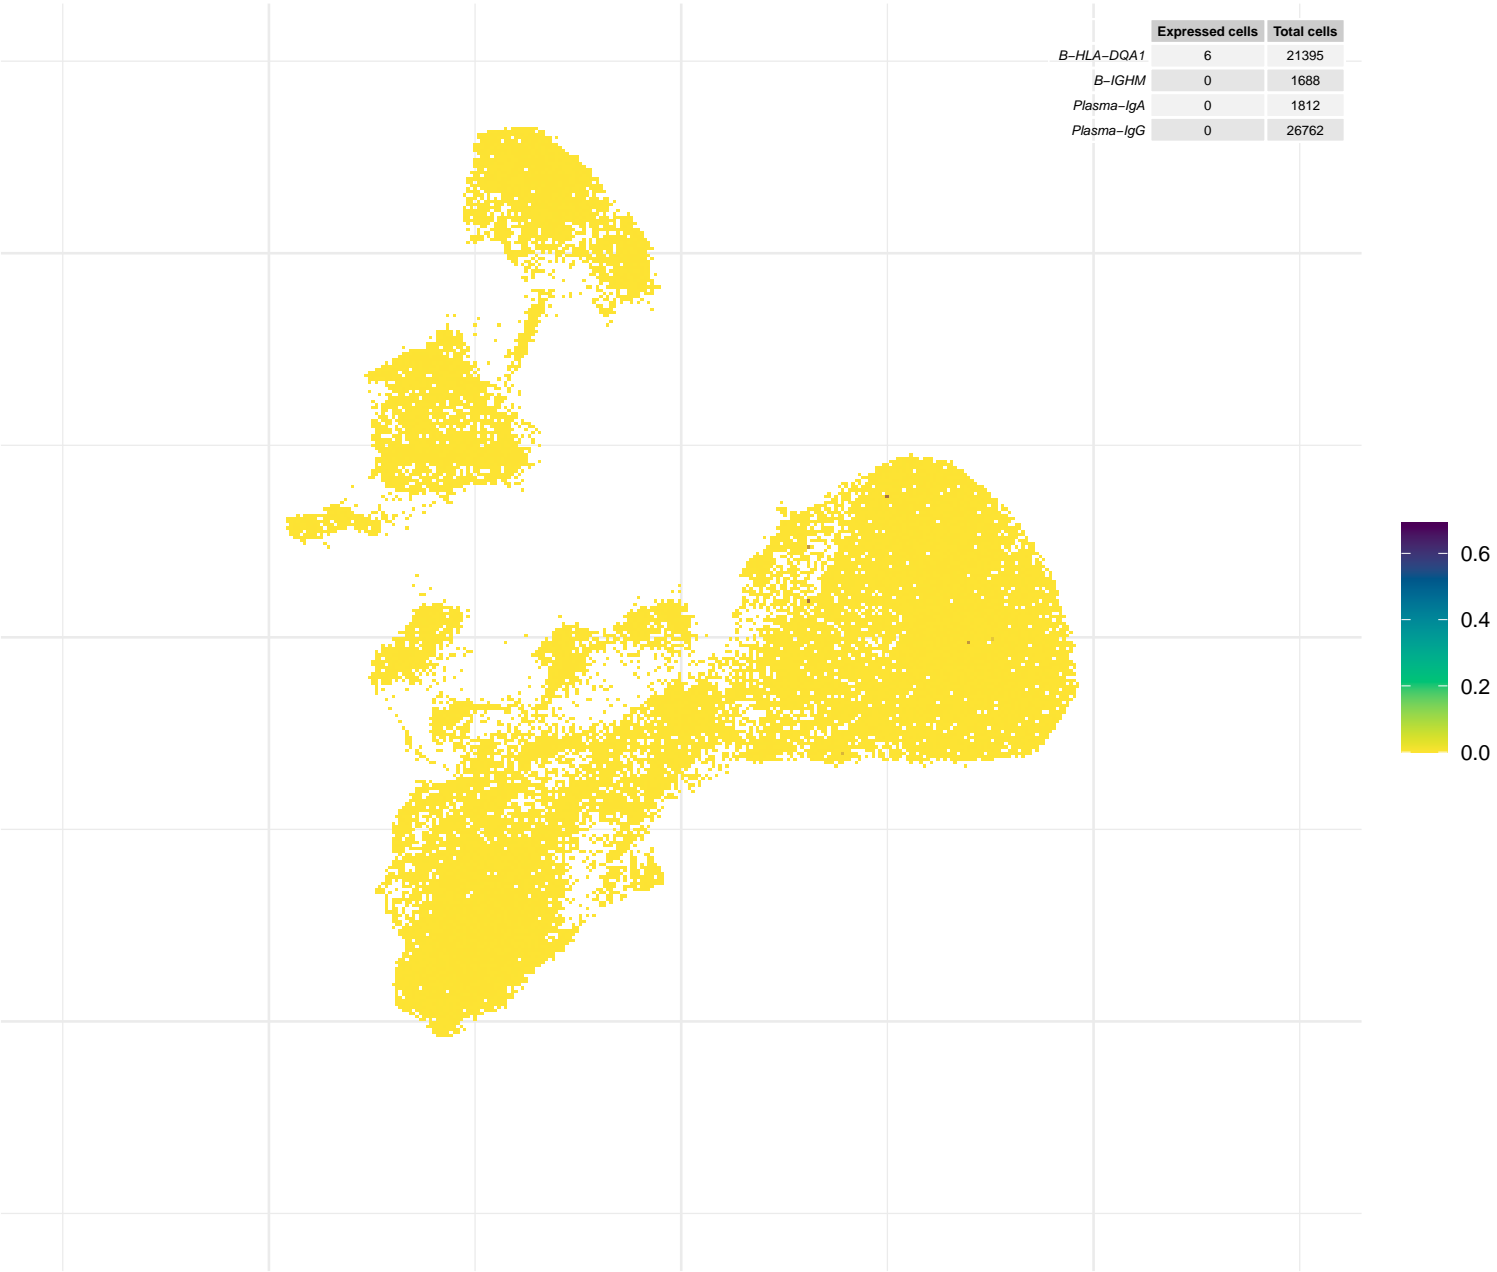 Expressed cells Total cells
B−HLA−DQA1 6 21395
B−IGHM 0 1688
Plasma−IgA 0 1812
Plasma−IgG 0 26762
0.6
0.4
0.2
0.0